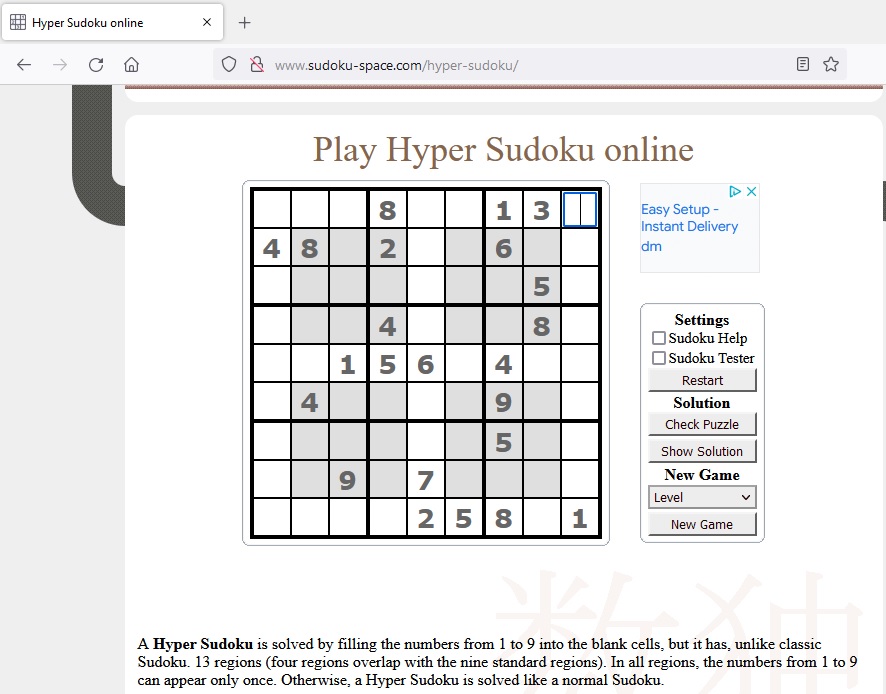 Hyper Sudoku online
www.sudoku-space.com/hyper-sudoku/
Play Hyper Sudoku online
8 1 3
4 8 2 6
5
4 8
1 5 6 4
4 9
5
9 7
2 5 8 1
Easy Setup -
Instant Delivery
dm
Settings
Sudoku Help
Sudoku Tester
Restart
Solution
Check Puzzle
Show Solution
New Game
Level
New Game
数独
A Hyper Sudoku is solved by filling the numbers from 1 to 9 into the blank cells, but it has, unlike classic
Sudoku. 13 regions (four regions overlap with the nine standard regions). In all regions, the numbers from 1 to 9
can appear only once. Otherwise, a Hyper Sudoku is solved like a normal Sudoku.